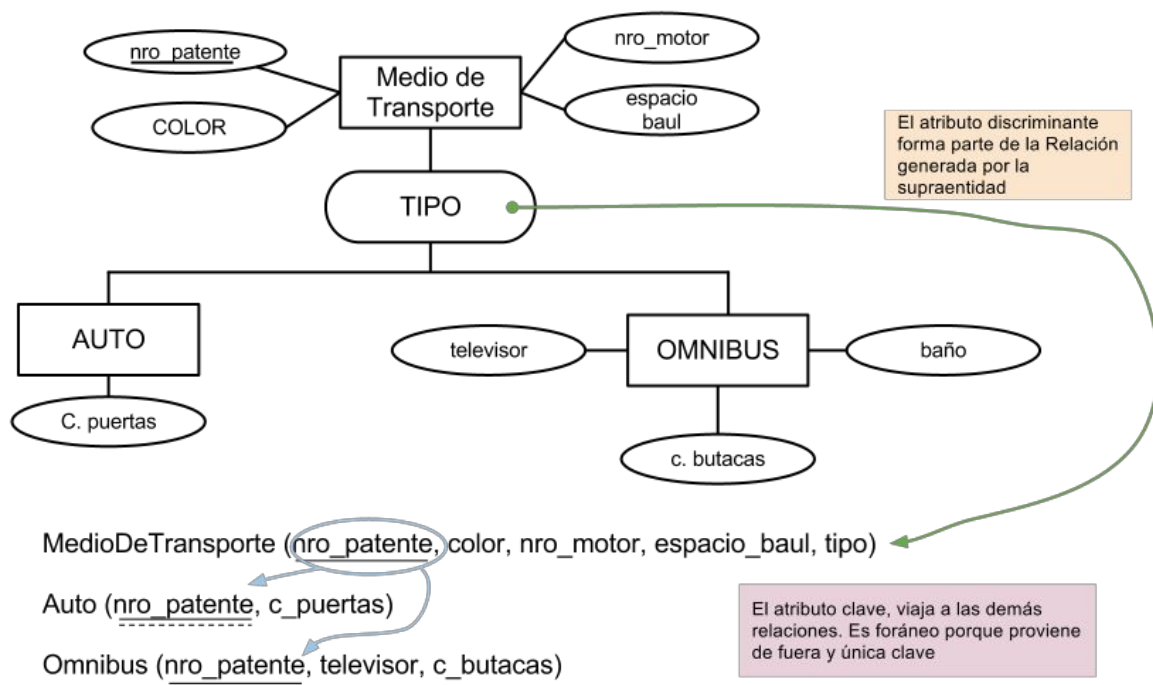 nro_patente
nro_motor
Medio de
Transporte
COLOR
espacio
baul
El atributo discriminante
forma parte de la Relación
generada por la
supraentidad
TIPO
AUTO
televisor
OMNIBUS
baño
C. puertas
c. butacas
MedioDeTransporte (nro_patente, color, nro_motor, espacio_baul, tipo)
Auto (nro_patente, c_puertas)
Omnibus (nro_patente, televisor, c_butacas)
El atributo clave, viaja a las demás
relaciones. Es foráneo porque proviene
de fuera y única clave